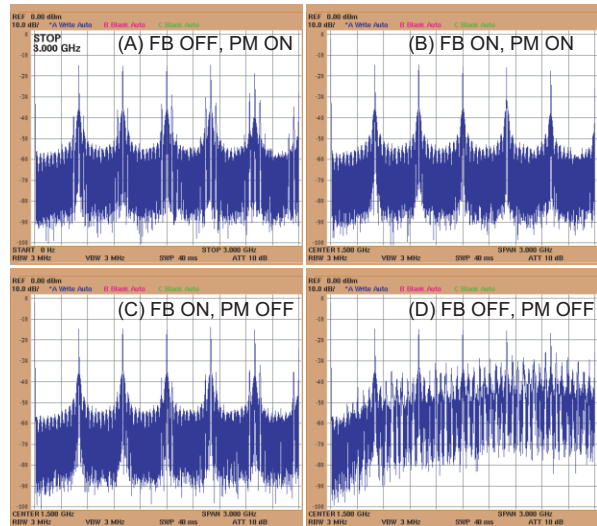 REF 0.00 dBm
10.0 dB/ *A Write Auto B Blank Auto C Blank Auto
STOP
3.000 GHz
(A) FB OFF, PM ON
START 0 Hz STOP 3.000 GHz
RBW 3 MHz VBW 3 MHz SWP 40 ms ATT 10 dB
REF 0.00 dBm
10.0 dB/ *A Write Auto B Blank Auto C Blank Auto
(B) FB ON, PM ON
CENTER 1.500 GHz SPAN 3.000 GHz
RBW 3 MHz VBW 3 MHz SWP 40 ms ATT 10 dB
REF 0.00 dBm
10.0 dB/ *A Write Auto B Blank Auto C Blank Auto
(C) FB ON, PM OFF
CENTER 1.500 GHz SPAN 3.000 GHz
RBW 3 MHz VBW 3 MHz SWP 40 ms ATT 10 dB
REF 0.00 dBm
10.0 dB/ *A Write Auto B Blank Auto C Blank Auto
(D) FB OFF, PM OFF
CENTER 1.500 GHz SPAN 3.000 GHz
RBW 3 MHz VBW 3 MHz SWP 40 ms ATT 10 dB